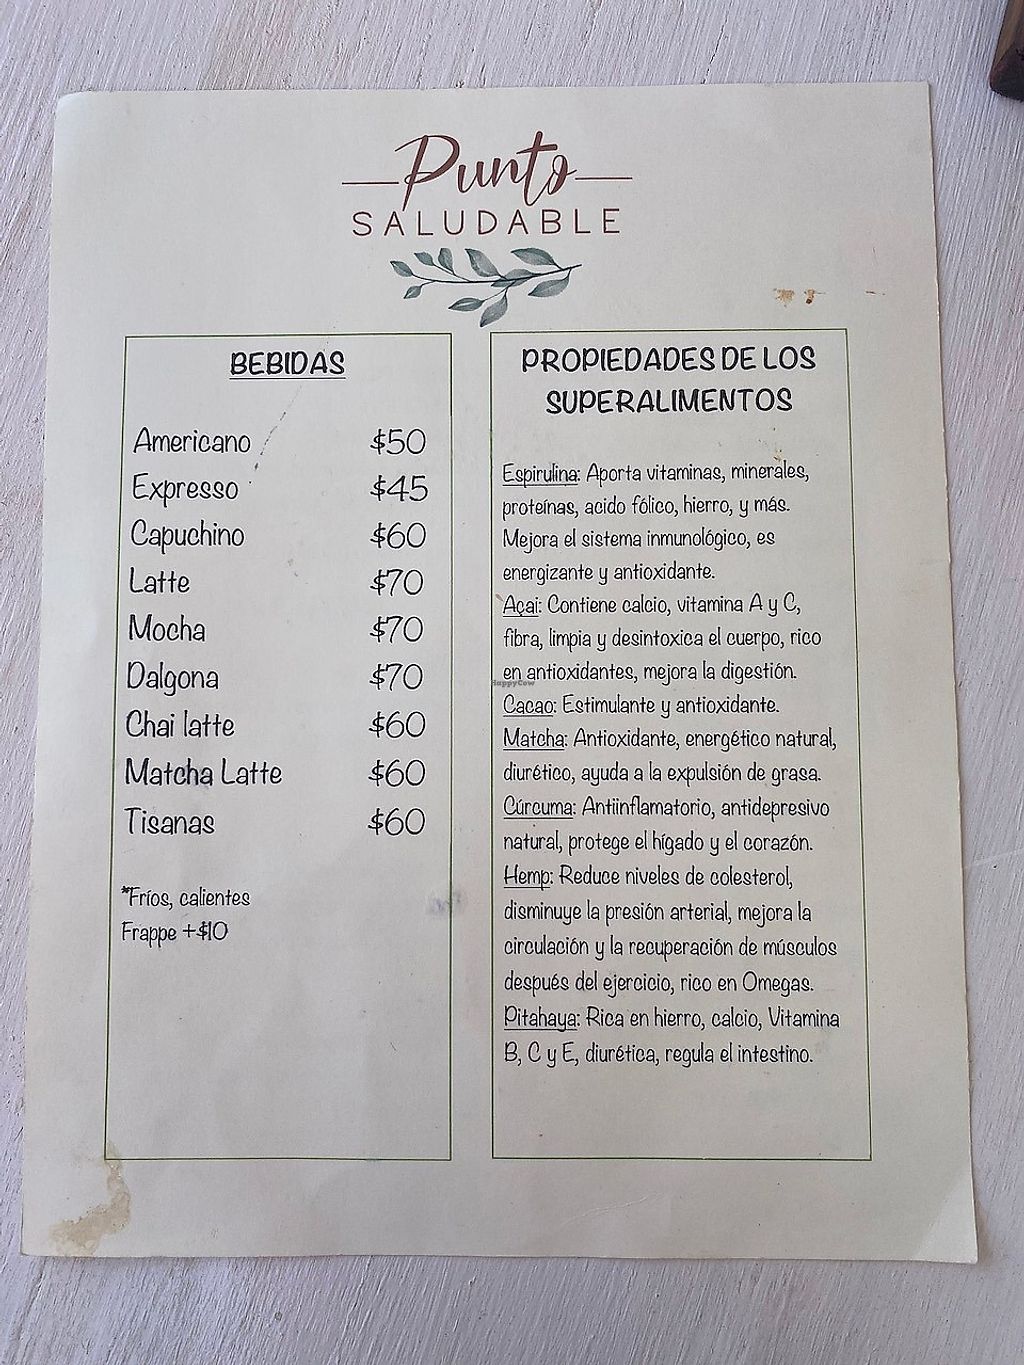 Punto
SALUDABLE
BEBIDAS
Americano $50
Expresso $45
Capuchino $60
Latte $70
Mocha $70
Dalgona $70
Chai latte $60
Matcha Latte $60
Tisanas $60
*Fríos, calientes
Frappe +$10
PROPIEDADES DE LOS
SUPERALIMENTOS
Espirulina: Aporta vitaminas, minerales,
proteínas, acido fólico, hierro, y más.
Mejora el sistema inmunológico, es
energizante y antioxidante.
Açai: Contiene calcio, vitamina A y C,
fibra, limpia y desintoxica el cuerpo, rico
en antioxidantes, mejora la digestión.
HappyCow
Cacao: Estimulante y antioxidante.
Matcha: Antioxidante, energético natural,
diurético, ayuda a la expulsión de grasa.
Cúrcuma: Antiinflamatorio, antidepresivo
natural, protege el hígado y el corazón.
Hemp: Reduce niveles de colesterol,
disminuye la presión arterial, mejora la
circulación y la recuperación de músculos
después del ejercicio, rico en Omegas.
Pitahaya: Rica en hierro, calcio, Vitamina
B, C y E, diurética, regula el intestino.